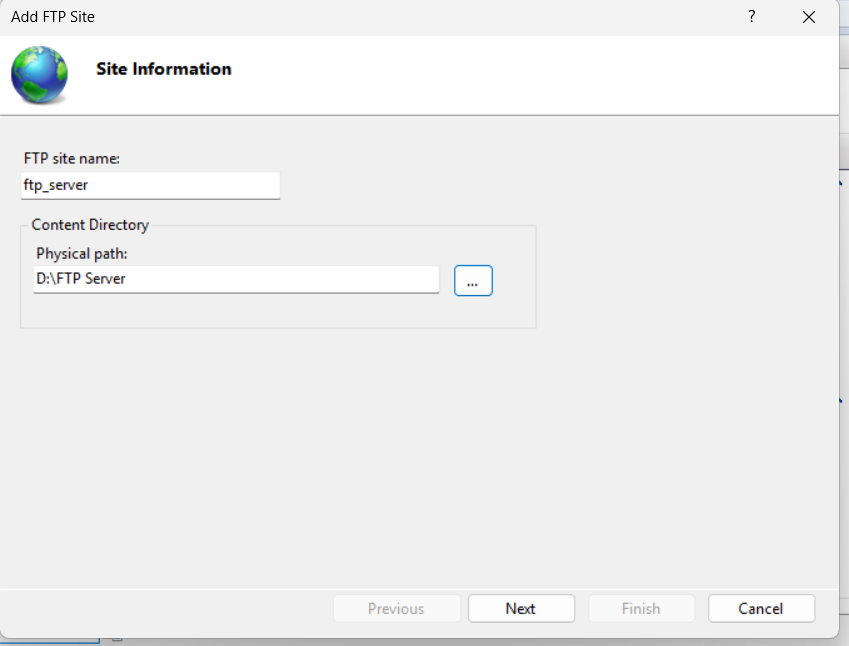 Add FTP Site
?
Site Information
FTP site name:
ftp_server
Content Directory
Physical path:
D:\FTP Server
...
Previous Next Finish Cancel